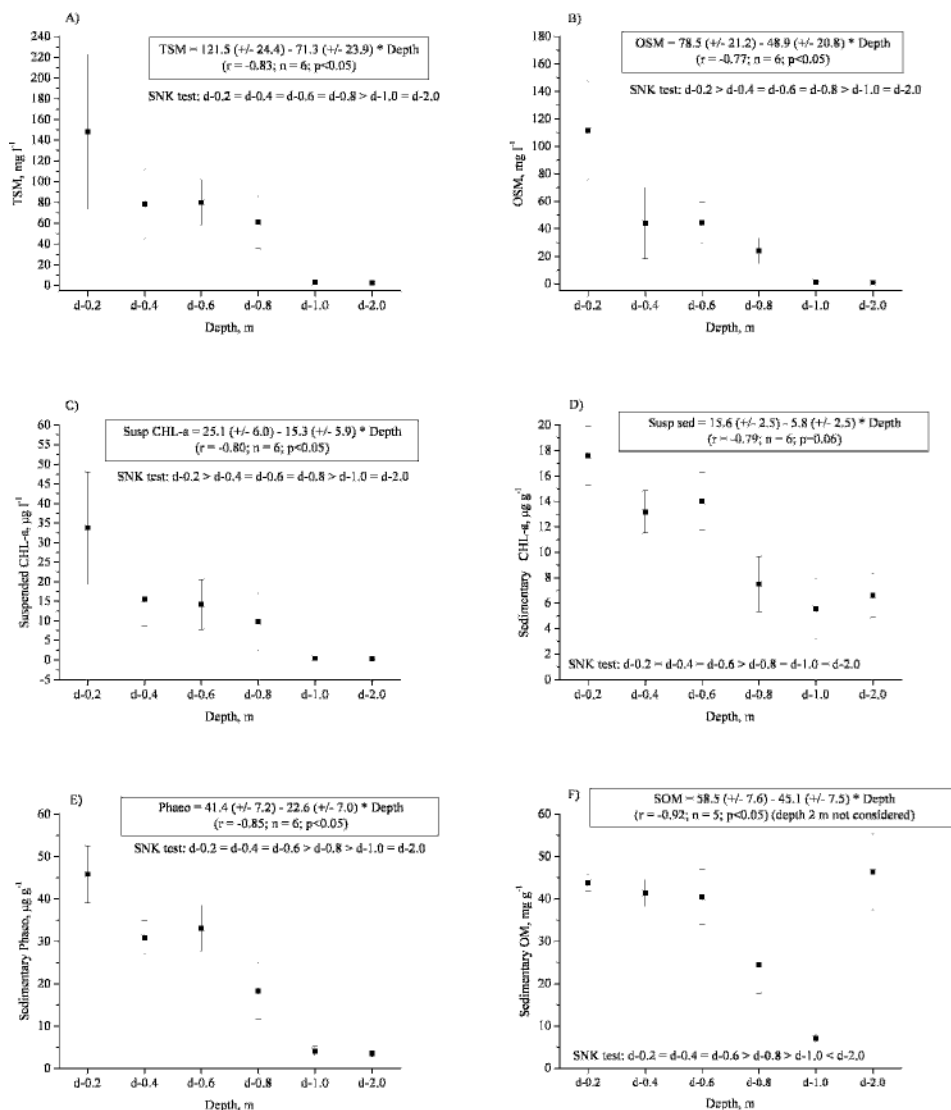 A)
TSM = 121.5 (+/- 24.4) - 71.3 (+/- 23.9) * Depth
(r = -0.83; n = 6; p<0.05)
SNK test: d-0.2 = d-0.4 = d-0.6 = d-0.8 > d-1.0 = d-2.0
TSM, mg l-1
240
220
200
180
160
140
120
100
80
60
40
20
0
d-0.2 d-0.4 d-0.6 d-0.8 d-1.0 d-2.0
Depth, m
B)
OSM = 78.5 (+/- 21.2) - 48.9 (+/- 20.8) * Depth
(r = -0.77; n = 6; p<0.05)
SNK test: d-0.2 > d-0.4 = d-0.6 = d-0.8 > d-1.0 = d-2.0
OSM, mg l-1
180
160
140
120
100
80
60
40
20
0
d-0.2 d-0.4 d-0.6 d-0.8 d-1.0 d-2.0
Depth, m
C)
Susp CHL-a = 25.1 (+/- 6.0) - 15.3 (+/- 5.9) * Depth
(r = -0.80; n = 6; p<0.05)
SNK test: d-0.2 > d-0.4 = d-0.6 = d-0.8 > d-1.0 = d-2.0
Suspended CHL-a, µg l-1
60
55
50
45
40
35
30
25
20
15
10
5
0
-5
d-0.2 d-0.4 d-0.6 d-0.8 d-1.0 d-2.0
Depth, m
D)
Susp sed = 15.6 (+/- 2.5) - 5.8 (+/- 2.5) * Depth
(r = -0.79; n = 6; p=0.06)
Sedimentary CHL-a, µg g-1
20
18
16
14
12
10
8
6
4
2
0
SNK test: d-0.2 = d-0.4 = d-0.6 > d-0.8 = d-1.0 = d-2.0
d-0.2 d-0.4 d-0.6 d-0.8 d-1.0 d-2.0
Depth, m
E)
Phaeo = 41.4 (+/- 7.2) - 22.6 (+/- 7.0) * Depth
(r = -0.85; n = 6; p<0.05)
SNK test: d-0.2 = d-0.4 = d-0.6 > d-0.8 > d-1.0 = d-2.0
Sedimentary Phaeo, µg g-1
60
50
40
30
20
10
0
d-0.2 d-0.4 d-0.6 d-0.8 d-1.0 d-2.0
Depth, m
F)
SOM = 58.5 (+/- 7.6) - 45.1 (+/- 7.5) * Depth
(r = -0.92; n = 5; p<0.05) (depth 2 m not considered)
Sedimentary OM, mg g-1
60
50
40
30
20
10
0
SNK test: d-0.2 = d-0.4 = d-0.6 > d-0.8 > d-1.0 < d-2.0
d-0.2 d-0.4 d-0.6 d-0.8 d-1.0 d-2.0
Depth, m